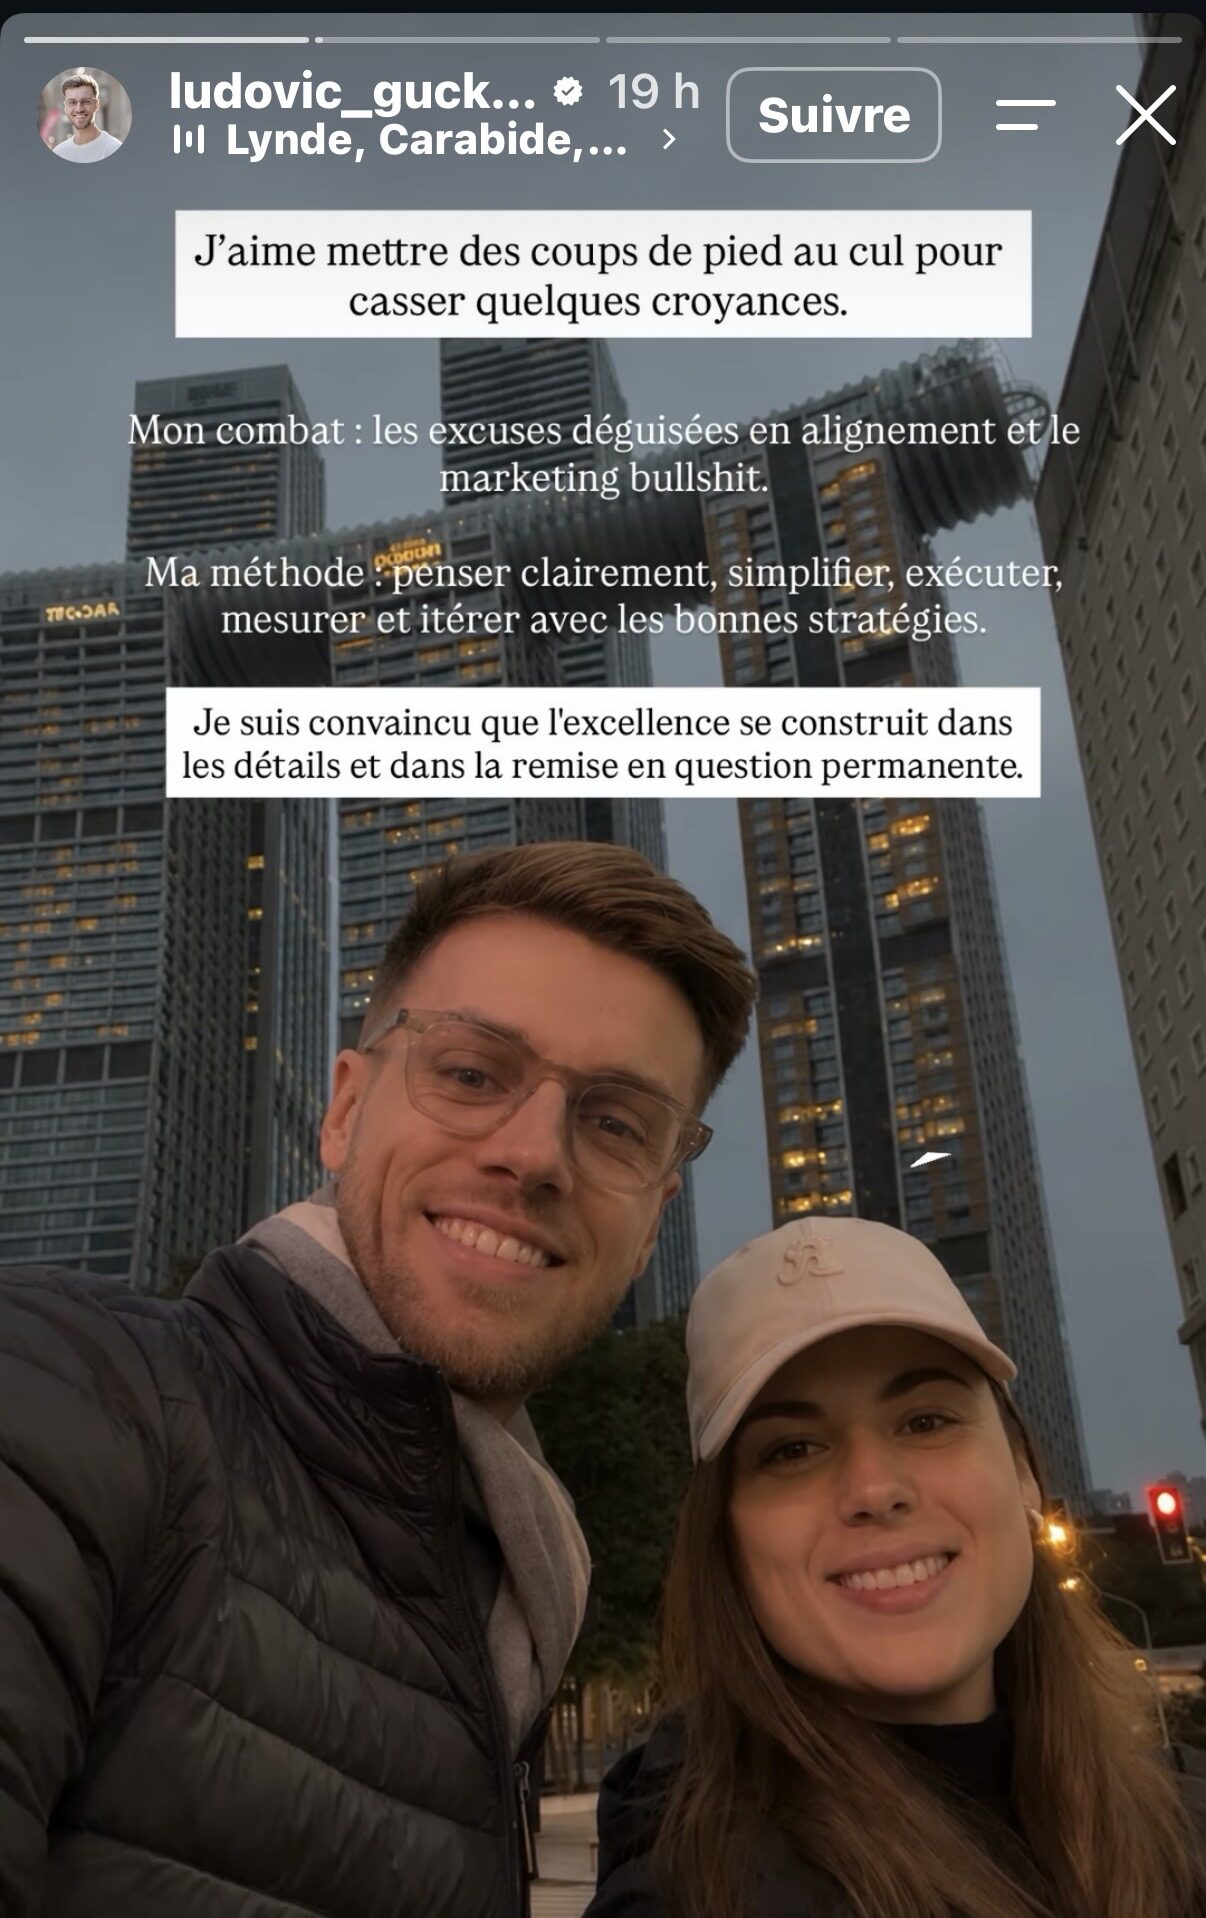 ludovic_guck... 19 h
Lynde, Carabide,...
Suivre
J'aime mettre des coups de pied au cul pour
casser quelques croyances.
Mon combat : les excuses déguisées en alignement et le
marketing bullshit.
Ma méthode : penser clairement, simplifier, exécuter,
mesurer et itérer avec les bonnes stratégies.
Je suis convaincu que l'excellence se construit dans
les détails et dans la remise en question permanente.